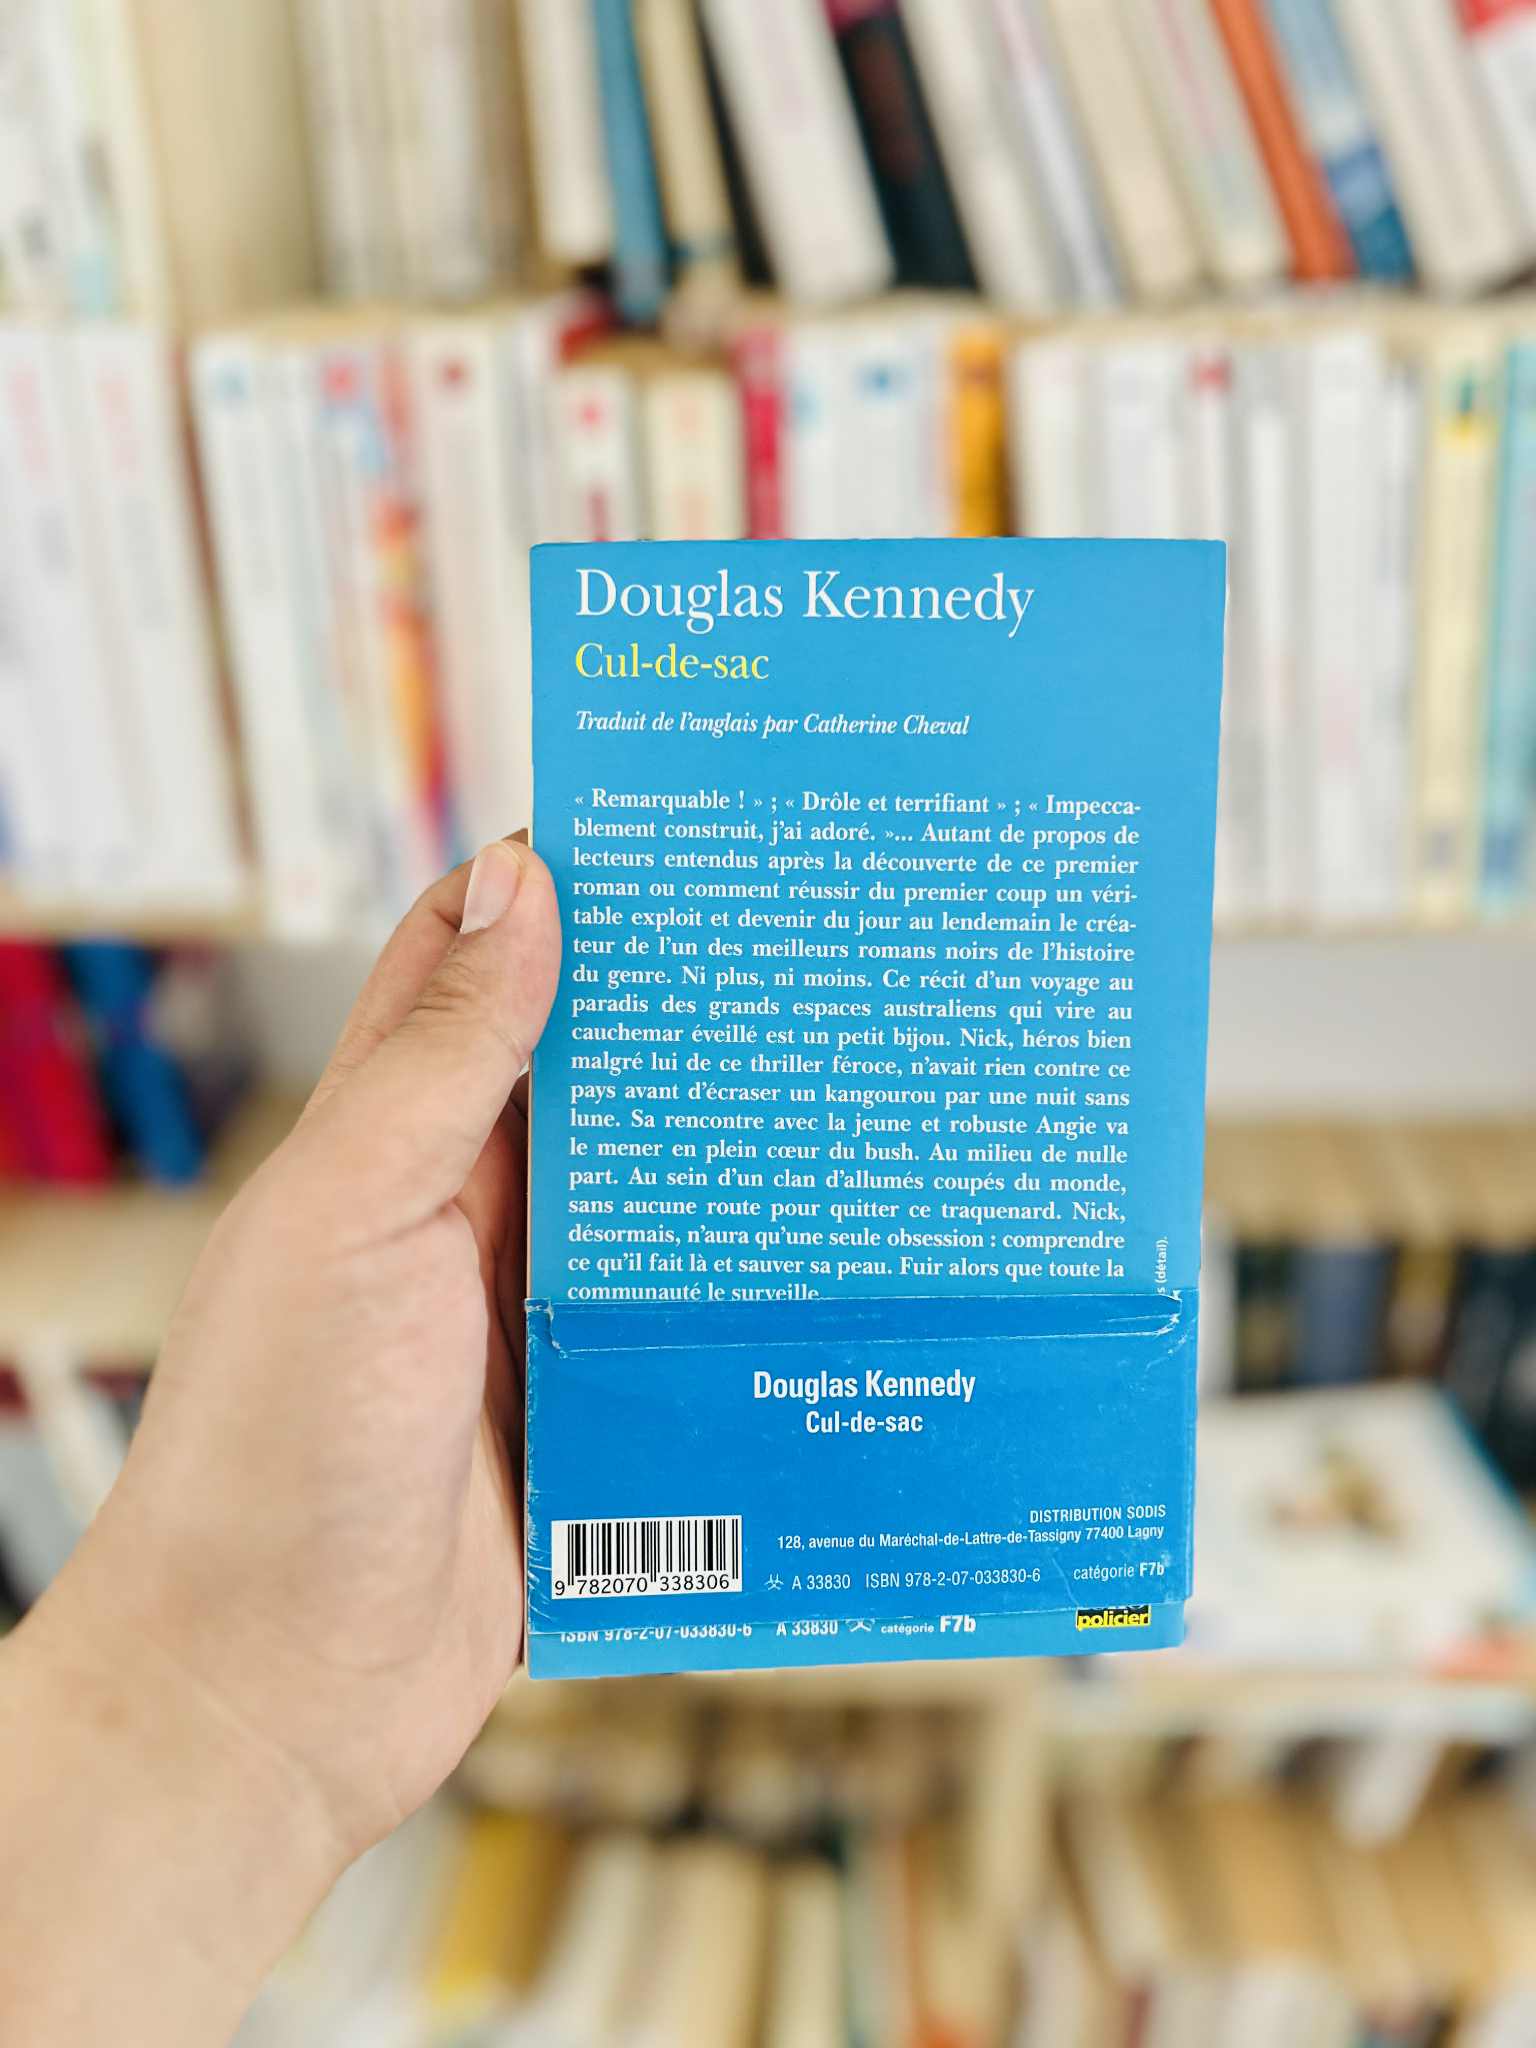 Douglas Kennedy
Cul-de-sac
Traduit de l'anglais par Catherine Cheval
« Remarquable ! » ; « Drôle et terrifiant » ; « Impecca-
blement construit, j'ai adoré. »... Autant de propos de
lecteurs entendus après la découverte de ce premier
roman ou comment réussir du premier coup un véri-
table exploit et devenir du jour au lendemain le créa-
teur de l'un des meilleurs romans noirs de l'histoire
du genre. Ni plus, ni moins. Ce récit d'un voyage au
paradis des grands espaces australiens qui vire au
cauchemar éveillé est un petit bijou. Nick, héros bien
malgré lui de ce thriller féroce, n'avait rien contre ce
pays avant d'écraser un kangourou par une nuit sans
lune. Sa rencontre avec la jeune et robuste Angie va
le mener en plein cœur du bush. Au milieu de nulle
part. Au sein d'un clan d'allumés coupés du monde,
sans aucune route pour quitter ce traquenard. Nick,
désormais, n'aura qu'une seule obsession : comprendre
ce qu'il fait là et sauver sa peau. Fuir alors que toute la
communauté le surveille
(détail).
Douglas Kennedy
Cul-de-sac
DISTRIBUTION SODIS
128, avenue du Maréchal-de-Lattre-de-Tassigny 77400 Lagny
A 33830 ISBN 978-2-07-033830-6 catégorie F7b
9 782070 338306
ISBN 978-2-07-033830-6 A 33830 catégorie F7b
policier